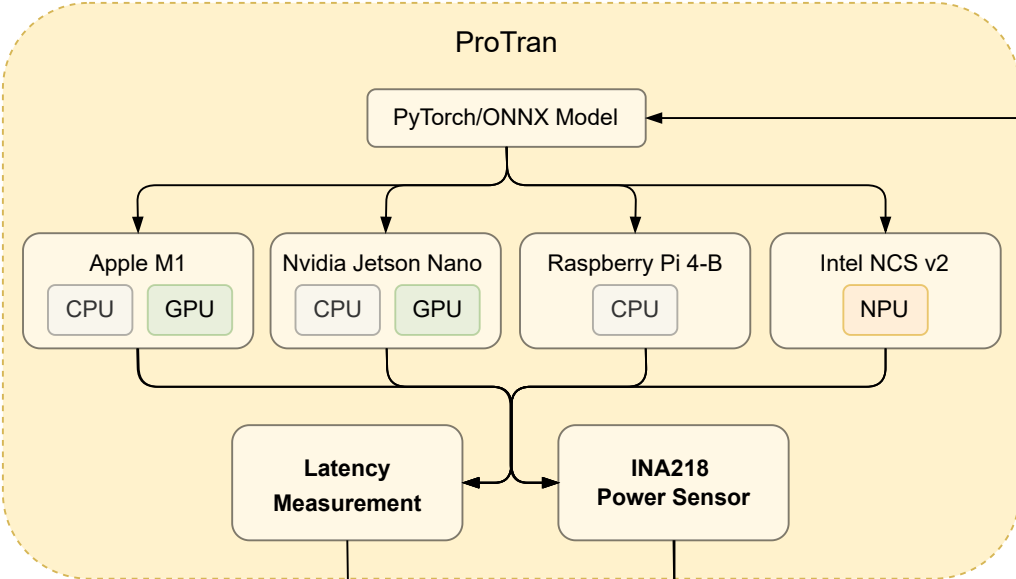 ProTran
PyTorch/ONNX Model
Apple M1
CPU GPU
Nvidia Jetson Nano
CPU GPU
Raspberry Pi 4-B
CPU
Intel NCS v2
NPU
Latency
Measurement
INA218
Power Sensor